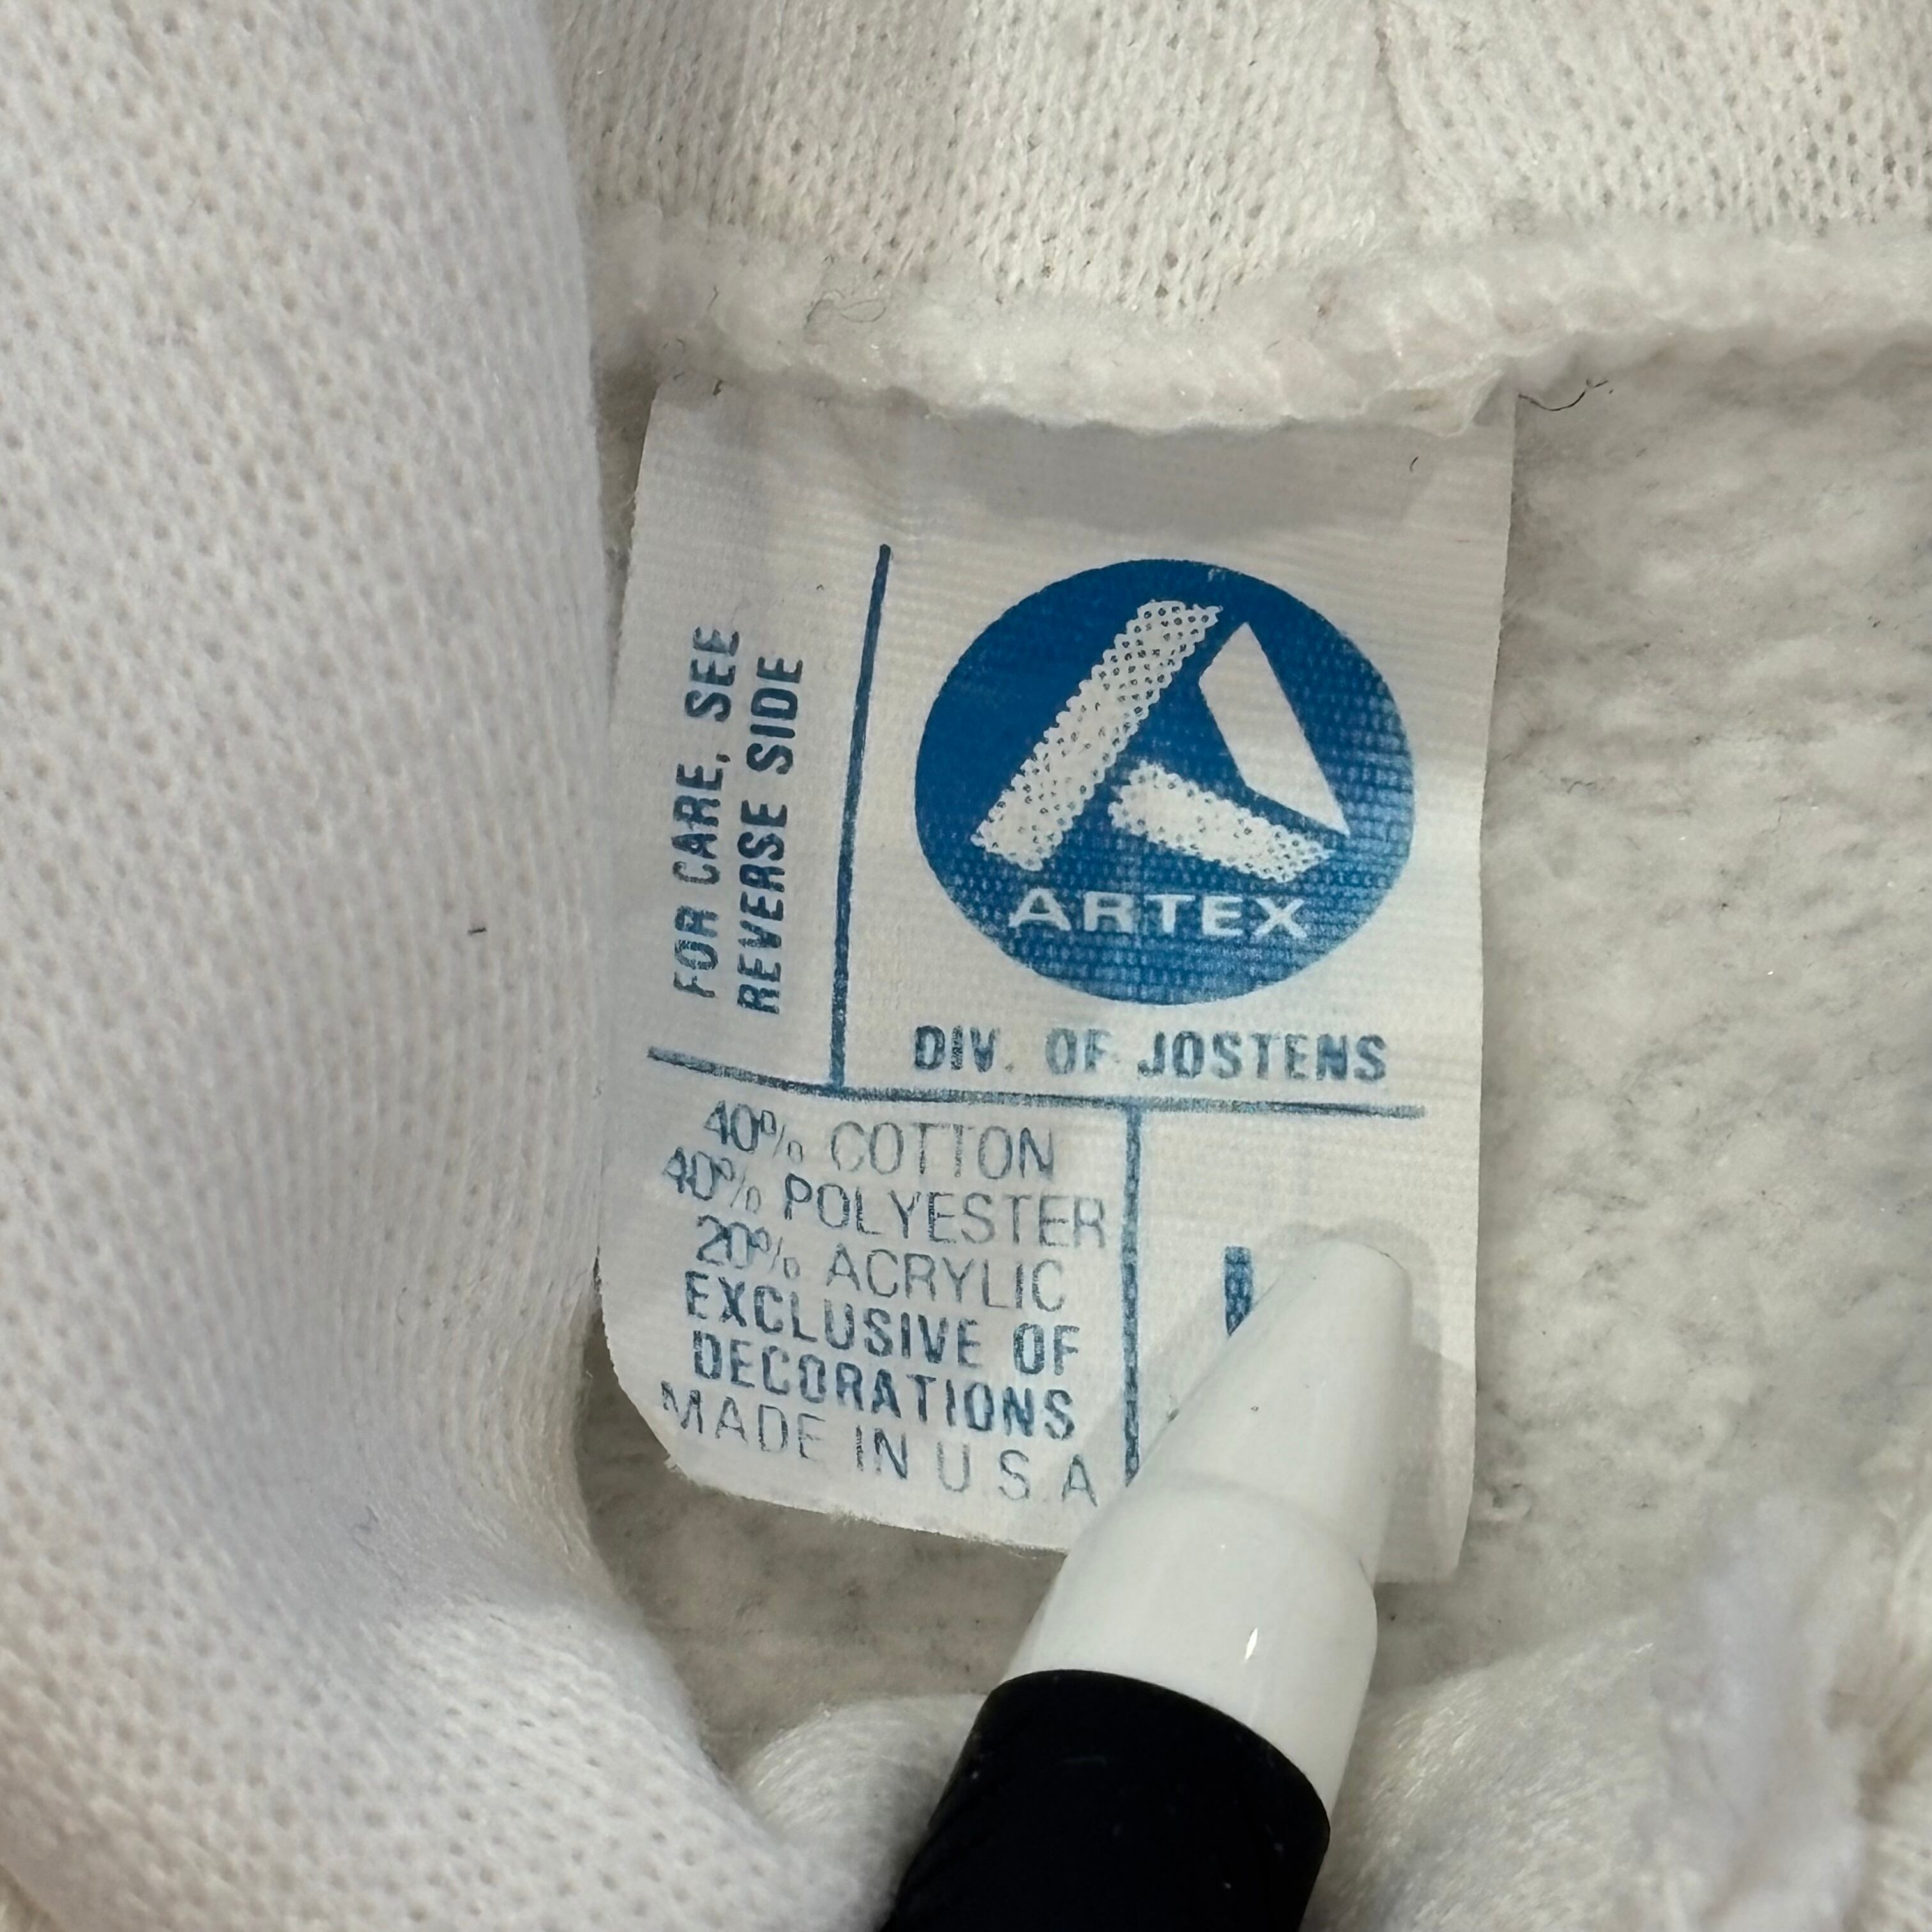 FOR CARE, SEE
REVERSE SIDE
ARTEX
DIV. OF JOSTENS
40% COTTON
40% POLYESTER
20% ACRYLIC
EXCLUSIVE OF
DECORATIONS
MADE IN U S A